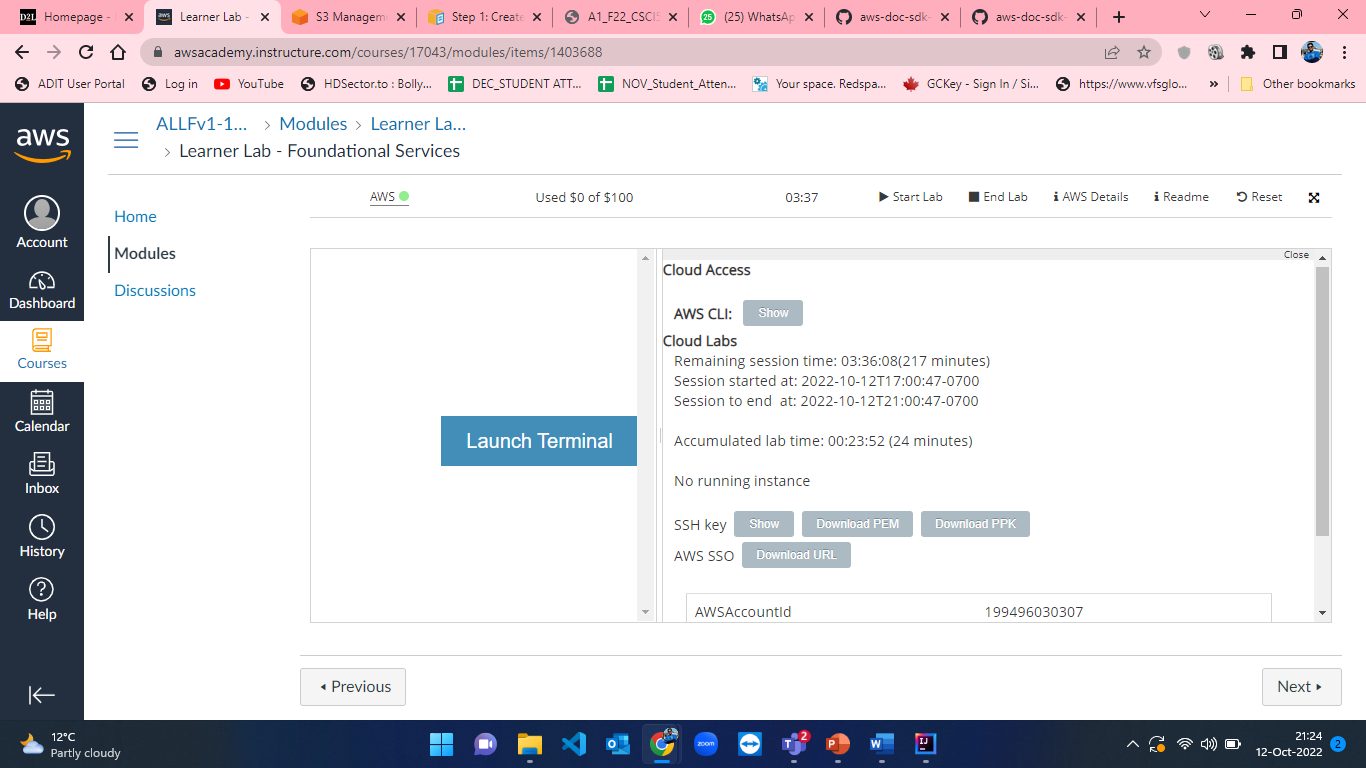 D2L Homepage -
aws Learner Lab -
S3 Managem
Step 1: Create
A1_F22_CSCI5
25 (25) WhatsAp
aws-doc-sdk-
aws-doc-sdk-
awsacademy.instructure.com/courses/17043/modules/items/1403688
ADIT User Portal
Log in
YouTube
HDSector.to : Bolly...
DEC_STUDENT ATT...
NOV_Student_Atten...
Your space. Redspa...
GCKey - Sign In / Si...
https://www.vfsglo...
»
Other bookmarks
aws
Account
Dashboard
Courses
Calendar
Inbox
History
Help
ALLFv1-1... > Modules > Learner La...
> Learner Lab - Foundational Services
Home
Modules
Discussions
AWS
Used $0 of $100
03:37
Start Lab
End Lab
AWS Details
Readme
Reset
Launch Terminal
Close
Cloud Access
AWS CLI: Show
Cloud Labs
Remaining session time: 03:36:08(217 minutes)
Session started at: 2022-10-12T17:00:47-0700
Session to end at: 2022-10-12T21:00:47-0700
Accumulated lab time: 00:23:52 (24 minutes)
No running instance
SSH key Show Download PEM Download PPK
AWS SSO Download URL
AWSAccountId 199496030307
Previous
Next
12°C
Partly cloudy
zoom
2
21:24
12-Oct-2022
2